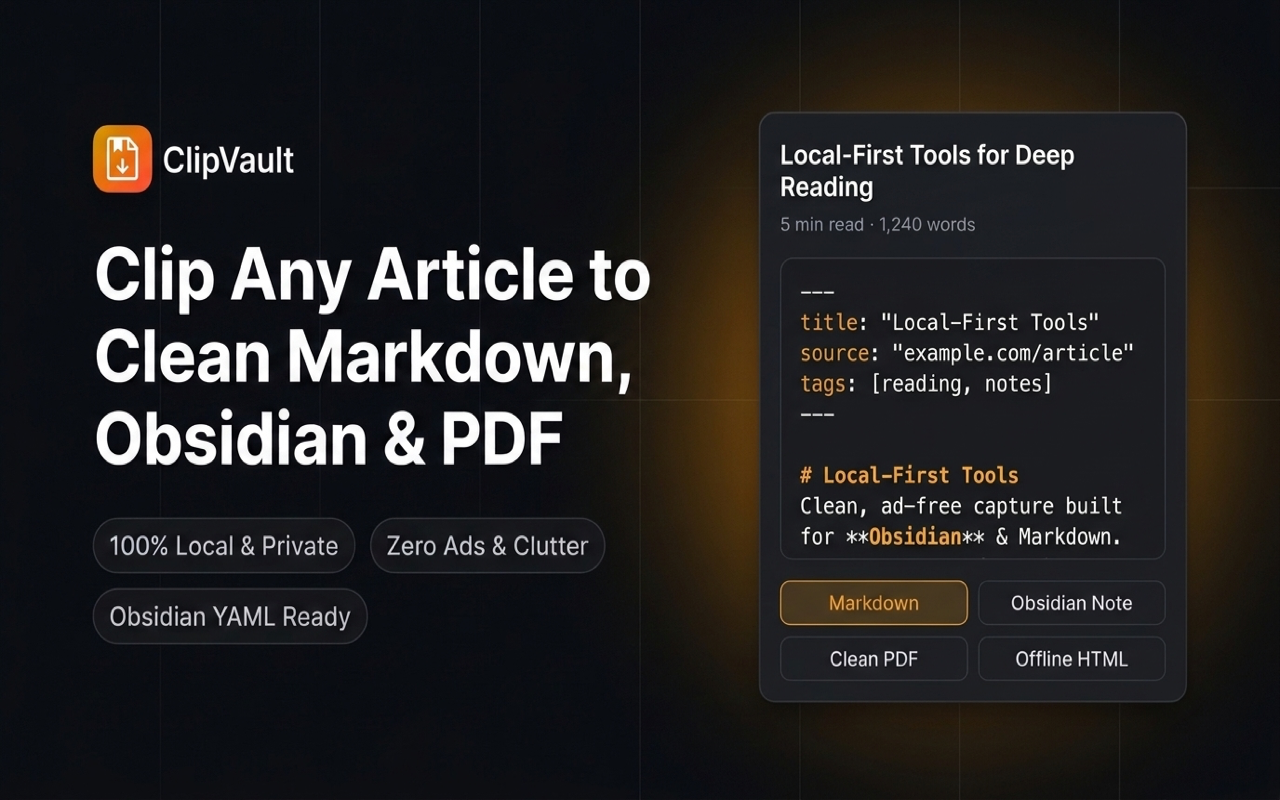 ClipVault
Clip Any Article to
Clean Markdown,
Obsidian & PDF
100% Local & Private
Zero Ads & Clutter
Obsidian YAML Ready
Local-First Tools for Deep
Reading
5 min read · 1,240 words
---
title: "Local-First Tools"
source: "example.com/article"
tags: [reading, notes]
---
# Local-First Tools
Clean, ad-free capture built
for **Obsidian** & Markdown.
Markdown
Obsidian Note
Clean PDF
Offline HTML